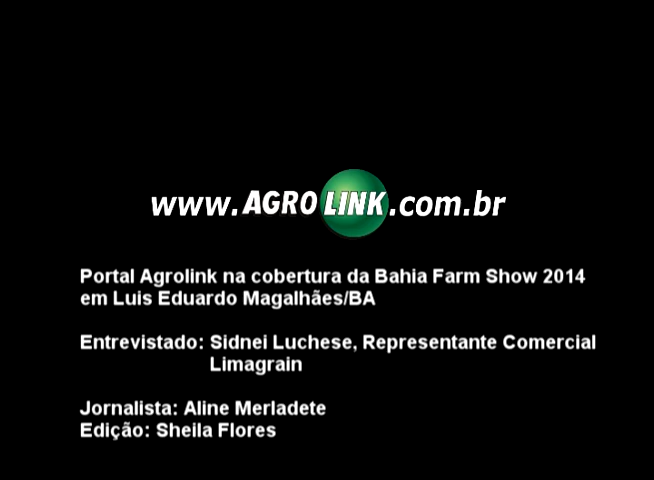 www.AGROLINK.com.br
Portal Agrolink na cobertura da Bahia Farm Show 2014
em Luis Eduardo Magalhães/BA
Entrevistado: Sidnei Luchese, Representante Comercial
Limagrain
Jornalista: Aline Merladete
Edição: Sheila Flores